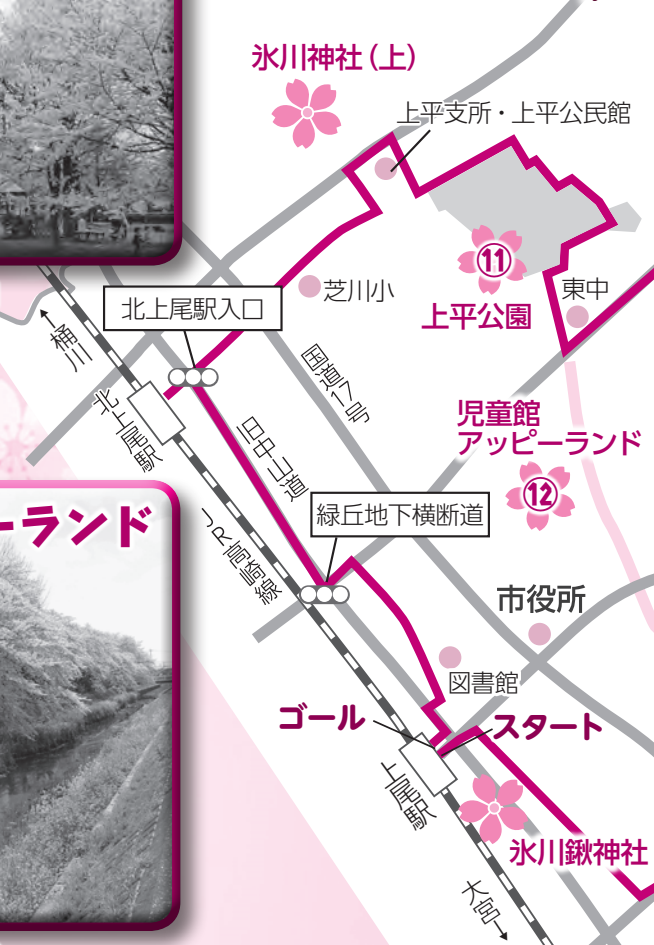 氷川神社（上）
上平支所・上平公民館
⑪
上平公園
芝川小
東中
北上尾駅入口
←桶川
国道17号
北上尾駅
旧中山道
児童館
アッピーランド
⑫
ーランド
緑丘地下横断道
JR高崎線
市役所
図書館
ゴール
スタート
上尾駅
氷川鍬神社
大宮→